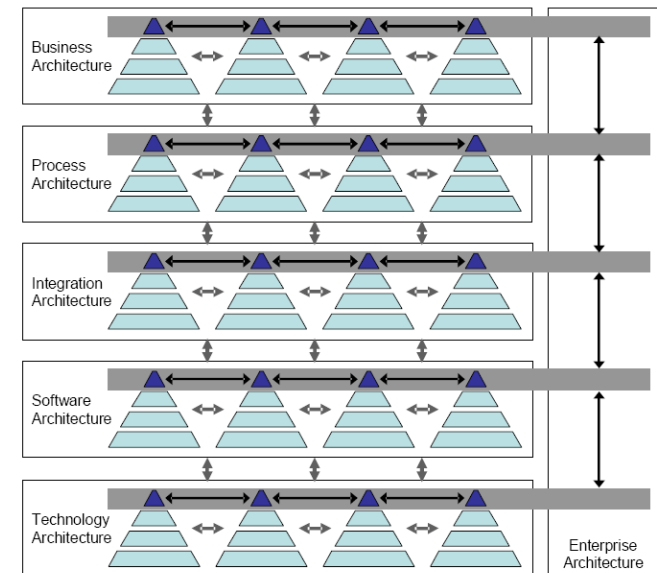 Business
Architecture
Process
Architecture
Integration
Architecture
Software
Architecture
Technology
Architecture
Enterprise
Architecture